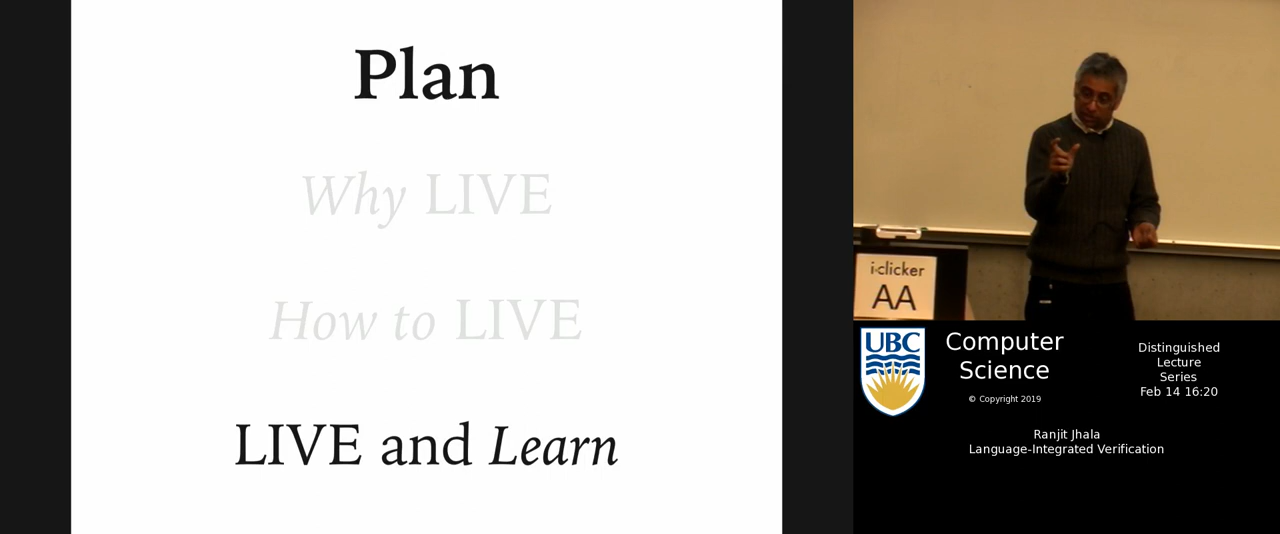 Plan
Why LIVE
How to LIVE
LIVE and Learn
i>clicker
AA
UBC
Computer
Science
© Copyright 2019
Distinguished
Lecture
Series
Feb 14 16:20
Ranjit Jhala
Language-Integrated Verification